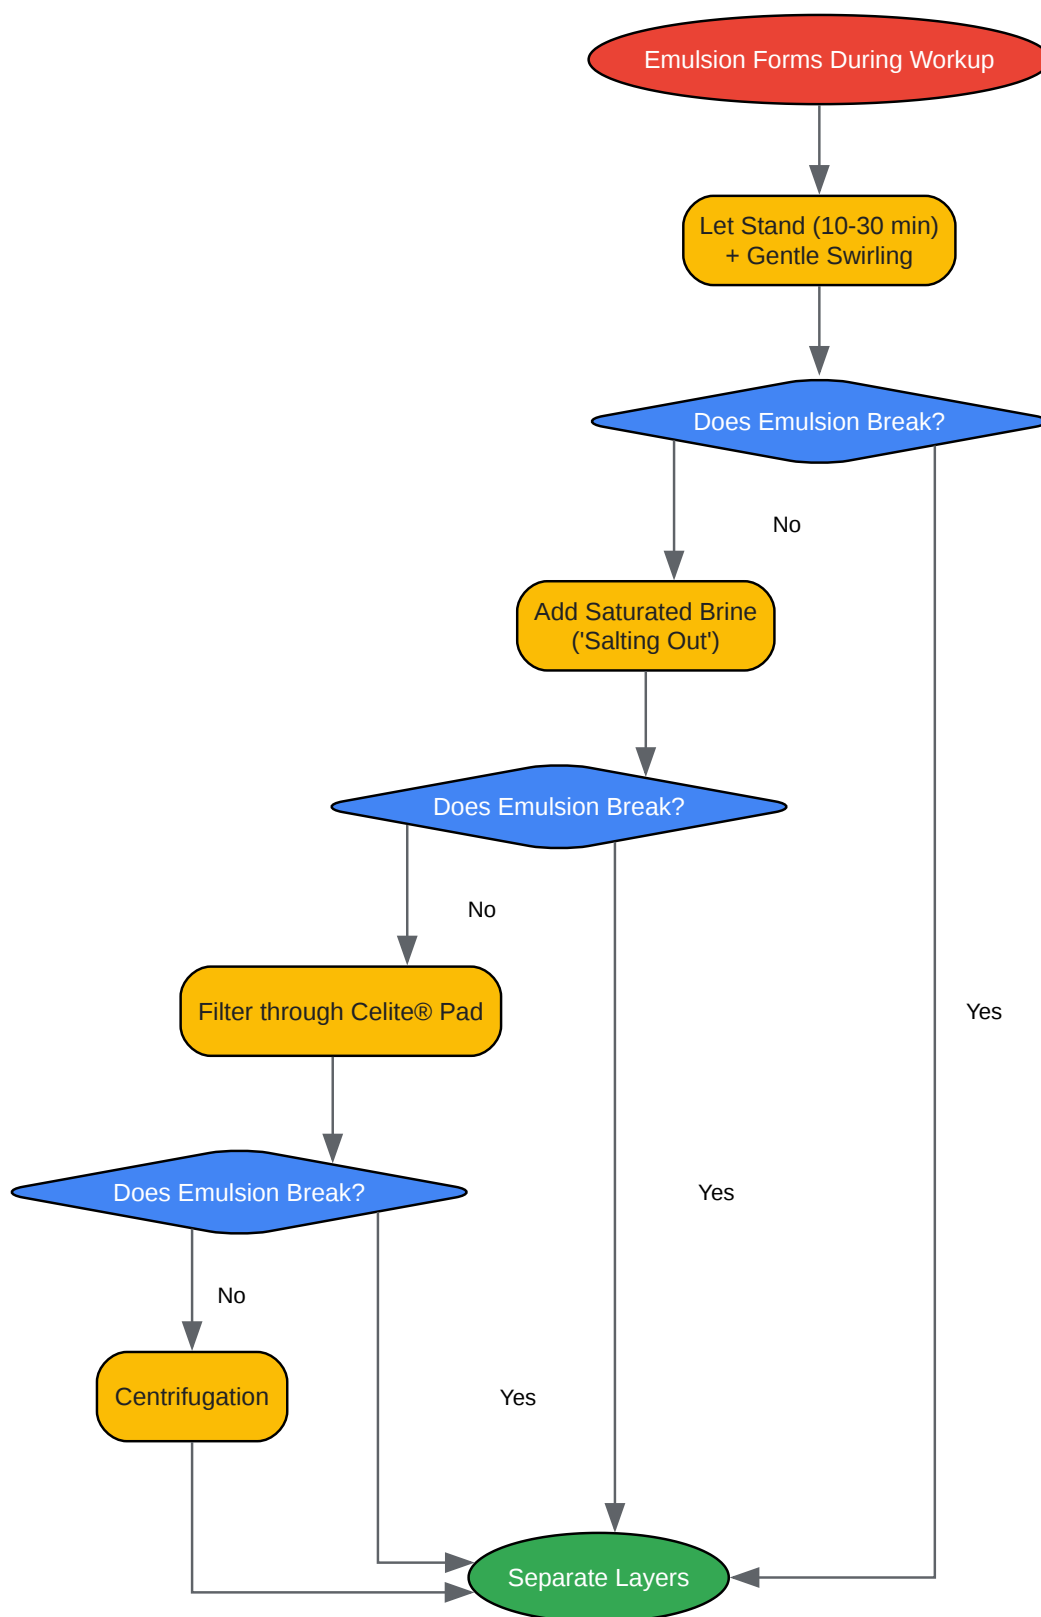 Emulsion Forms During Workup
Let Stand (10-30 min)
+ Gentle Swirling
Does Emulsion Break?
No
Add Saturated Brine
('Salting Out')
Does Emulsion Break?
No
Filter through Celite® Pad
Yes
Does Emulsion Break?
Yes
No
Centrifugation
Yes
Separate Layers